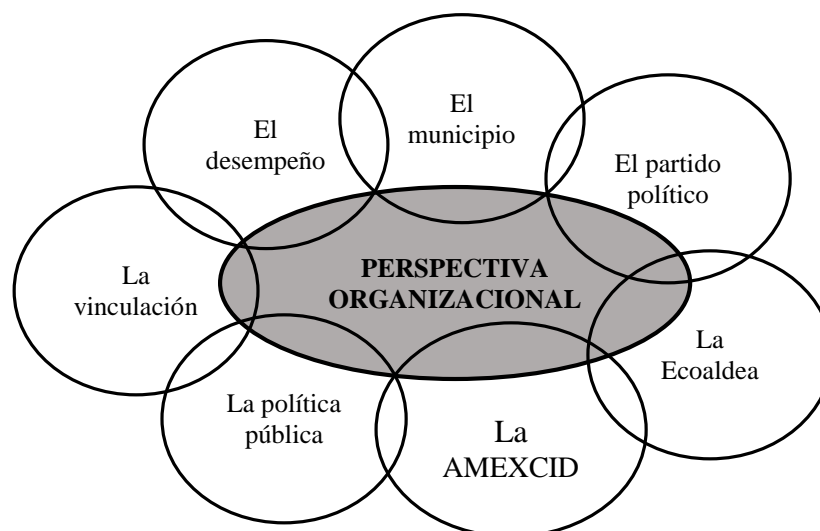 El
municipio
El
desempeño
El partido
político
La
vinculación
PERSPECTIVA
ORGANIZACIONAL
La
Ecoaldea
La política
pública
La
AMEXCID